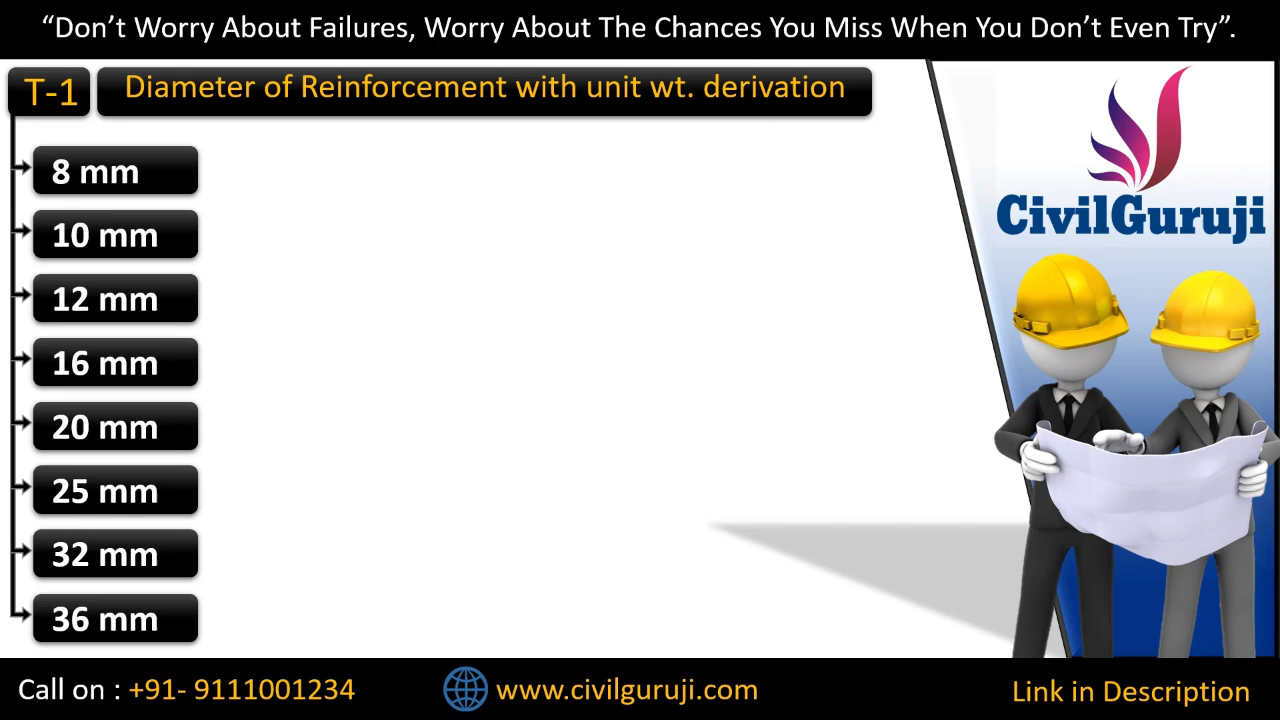 “Don’t Worry About Failures, Worry About The Chances You Miss When You Don’t Even Try”.
T-1
Diameter of Reinforcement with unit wt. derivation
8 mm
10 mm
12 mm
16 mm
20 mm
25 mm
32 mm
36 mm
CivilGuruji
Call on : +91- 9111001234
www.civilguruji.com
Link in Description